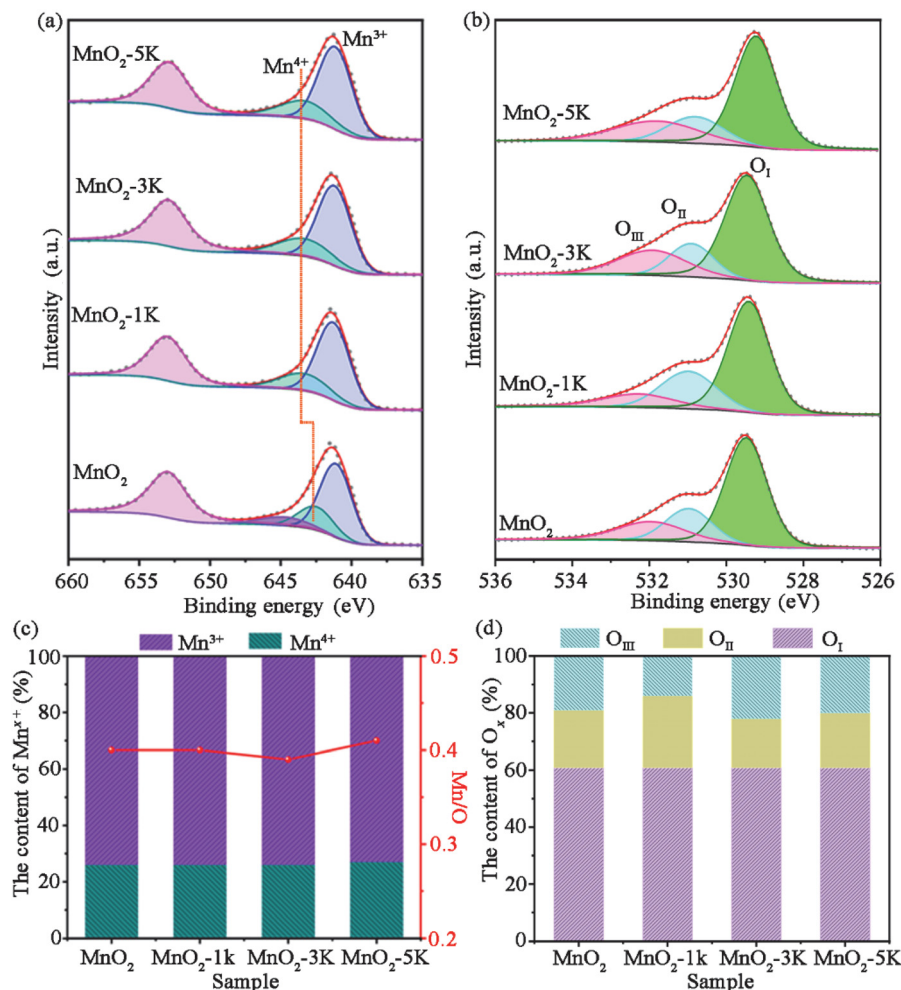 (a)
MnO₂-5K
Mn⁴⁺
Mn³⁺
MnO₂-3K
MnO₂-1K
MnO₂
Intensity (a.u.)
660 655 650 645 640 635
Binding energy (eV)
(b)
MnO₂-5K
O_I
O_II
O_III
MnO₂-3K
MnO₂-1K
MnO₂
Intensity (a.u.)
536 534 532 530 528 526
Binding energy (eV)
(c)
Mn³⁺ Mn⁴⁺
The content of Mnˣ⁺ (%)
100
80
60
40
20
0
0.5
0.4
0.3
0.2
Mn/O
MnO₂ MnO₂-1k MnO₂-3K MnO₂-5K
Sample
(d)
O_III O_II O_I
The content of Oₓ (%)
100
80
60
40
20
0
MnO₂ MnO₂-1k MnO₂-3K MnO₂-5K
Sample